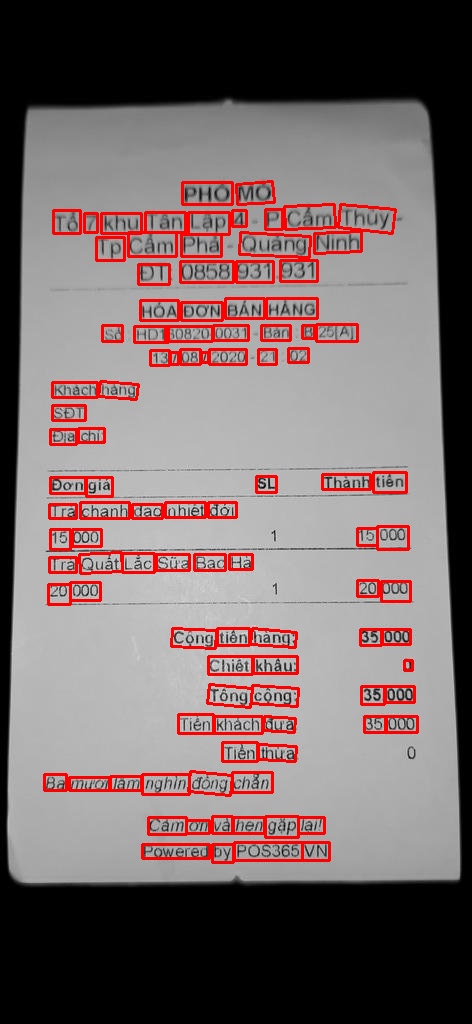 PHỐ MỎ
Tổ 7 khu Tân Lập 4 - P Cẩm Thủy -
Tp Cẩm Phả - Quảng Ninh
ĐT: 0858 931 931
HÓA ĐƠN BÁN HÀNG
Số: - Bàn :
13/08/2020 - 21 : 02
Khách hàng
SĐT
Địa chỉ
Đơn giá SL Thành tiền
Trà chanh đào nhiệt đới
15,000 1 15,000
Trà Quất Lắc Sữa Bạc Hà
20,000 1 20,000
Cộng tiền hàng: 35,000
Chiết khấu: 0
Tổng cộng: 35,000
Tiền khách đưa 35,000
Tiền thừa 0
Ba mươi lăm nghìn đồng chẵn
Cảm ơn và hẹn gặp lại!
Powered by POS365.VN